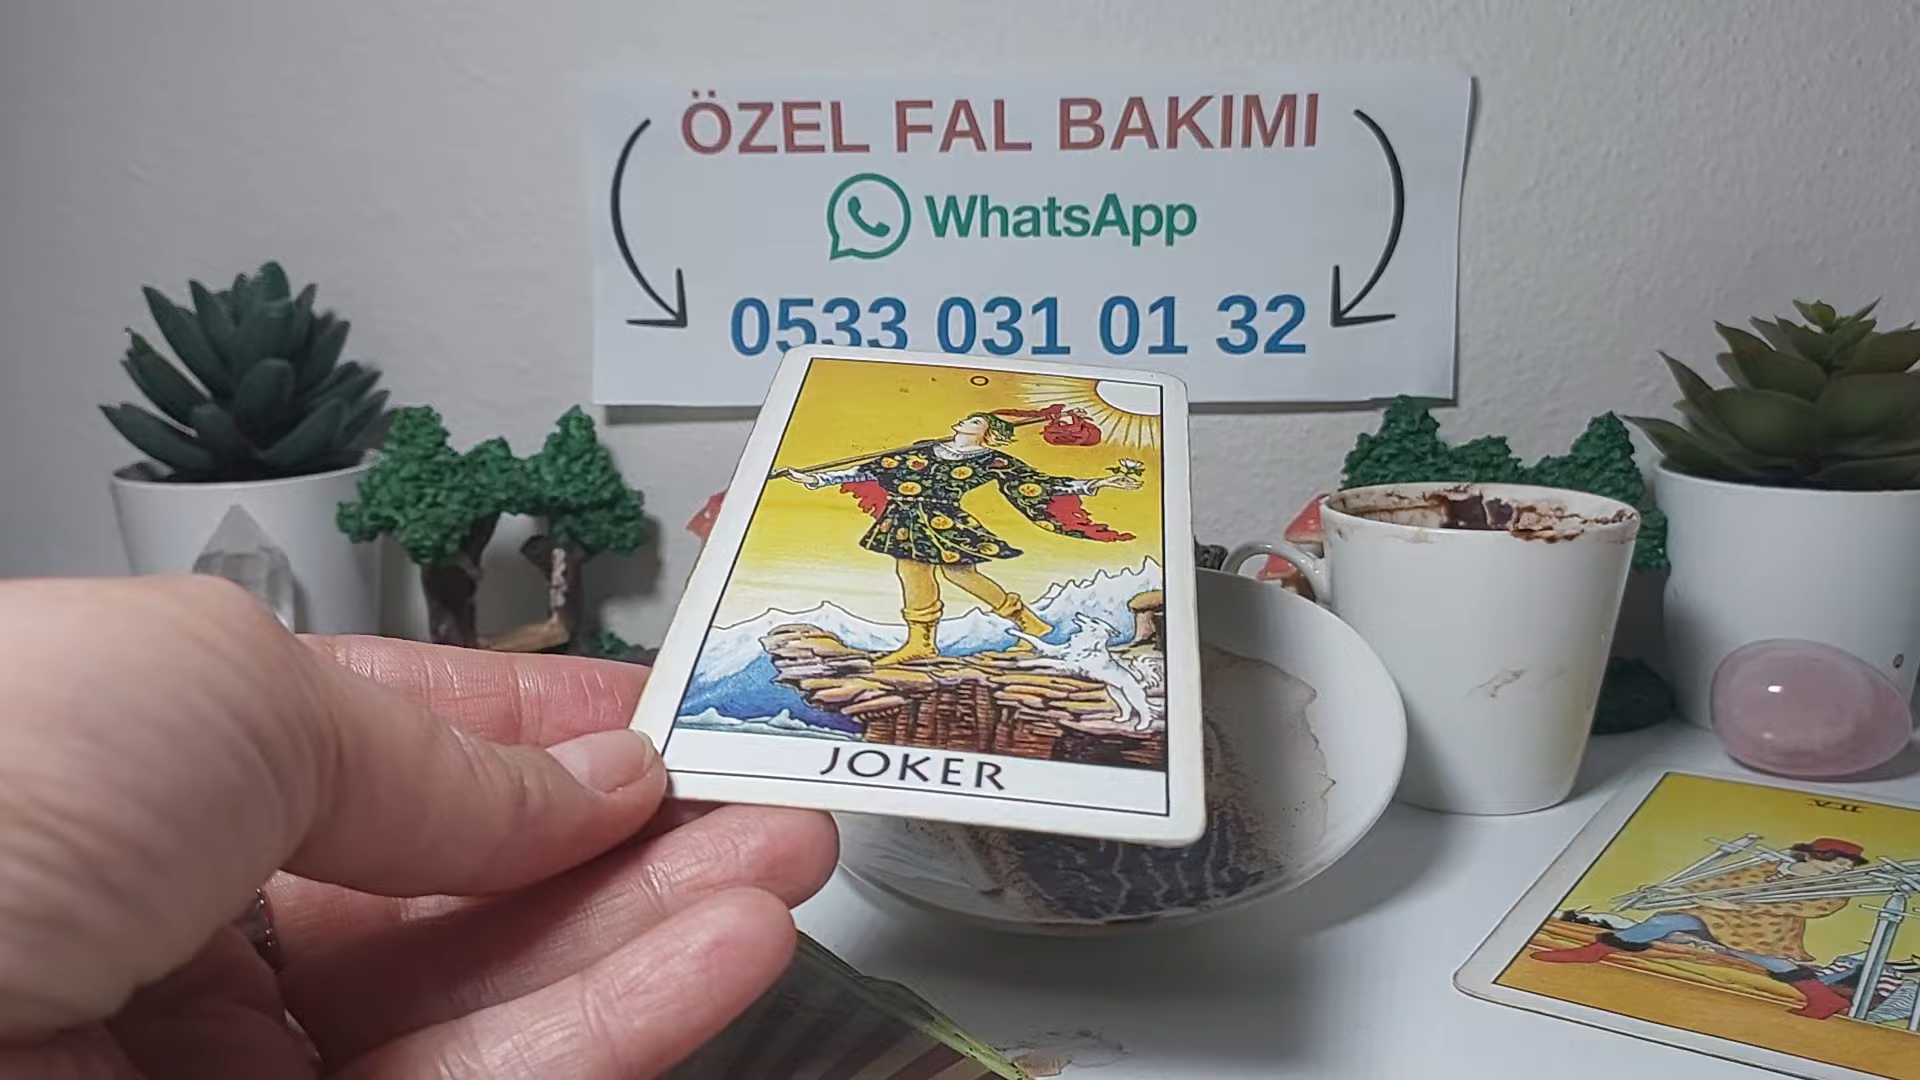 ÖZEL FAL BAKIMI
WhatsApp
0533 031 01 32
0
JOKER
VII